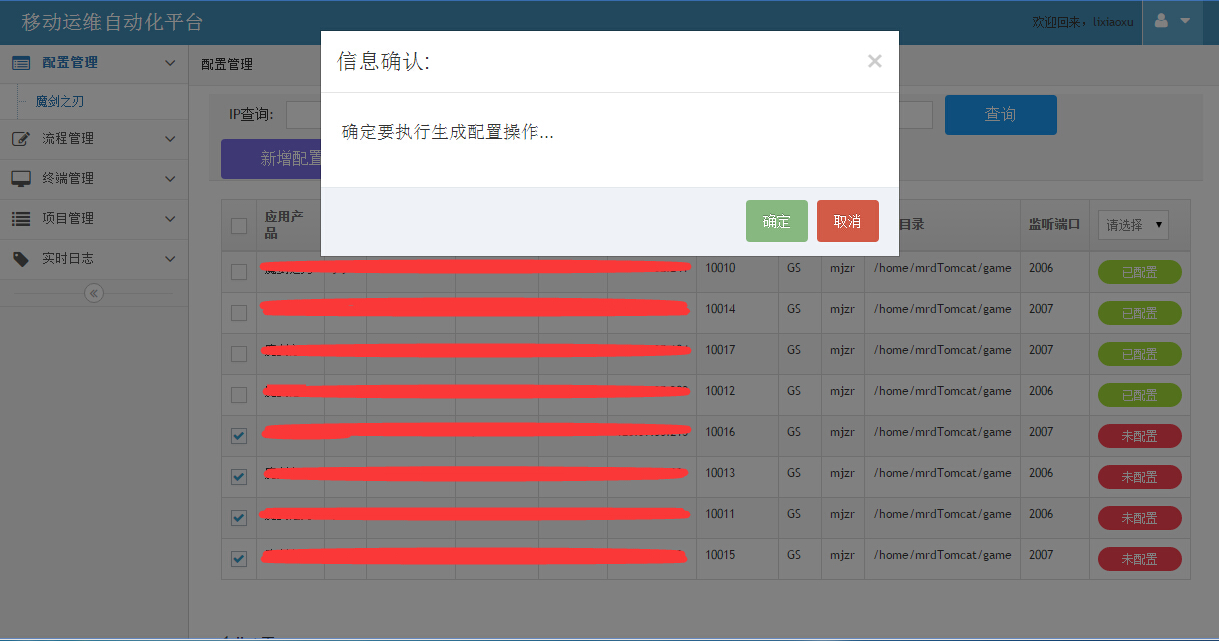 移动运维自动化平台
欢迎回来，lixiaoxu
配置管理
魔剑之刃
流程管理
终端管理
项目管理
实时日志
配置管理
IP查询:
查询
新增配置
信息确认:
×
确定要执行生成配置操作...
确定
取消
应用产品
目录
监听端口
请选择
10010 GS mjzr /home/mrdTomcat/game 2006 已配置
10014 GS mjzr /home/mrdTomcat/game 2007 已配置
10017 GS mjzr /home/mrdTomcat/game 2007 已配置
10012 GS mjzr /home/mrdTomcat/game 2006 已配置
10016 GS mjzr /home/mrdTomcat/game 2007 未配置
10013 GS mjzr /home/mrdTomcat/game 2006 未配置
10011 GS mjzr /home/mrdTomcat/game 2006 未配置
10015 GS mjzr /home/mrdTomcat/game 2007 未配置